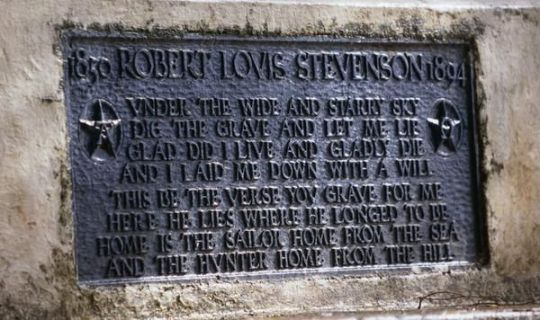 1850 ROBERT LOVIS STEVENSON 1894
VNDER THE WIDE AND STARRY SKY
DIG THE GRAVE AND LET ME LIE
GLAD DID I LIVE AND GLADLY DIE
AND I LAID ME DOWN WITH A WILL
THIS BE THE VERSE YOV GRAVE FOR ME
HERE HE LIES WHERE HE LONGED TO BE
HOME IS THE SAILOR HOME FROM THE SEA
AND THE HVNTER HOME FROM THE HILL